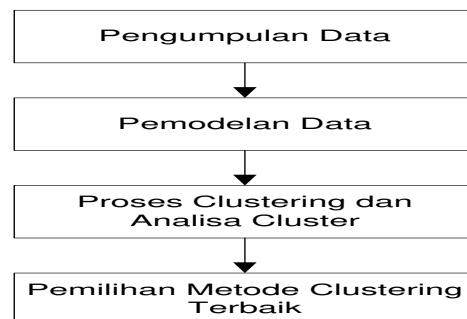 Pengumpulan Data
Pemodelan Data
Proses Clustering dan
Analisa Cluster
Pemilihan Metode Clustering
Terbaik